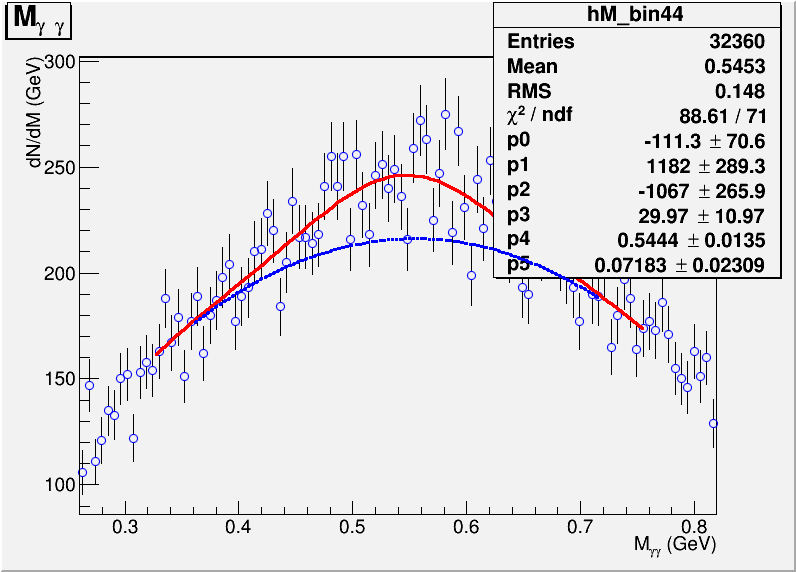 M γ γ
hM_bin44
Entries 32360
Mean 0.5453
RMS 0.148
χ² / ndf 88.61 / 71
p0 -111.3 ± 70.6
p1 1182 ± 289.3
p2 -1067 ± 265.9
p3 29.97 ± 10.97
p4 0.5444 ± 0.0135
p5 0.07183 ± 0.02309
dN/dM (GeV)
300
250
200
150
100
0.3 0.4 0.5 0.6 0.7 0.8
Mγγ (GeV)